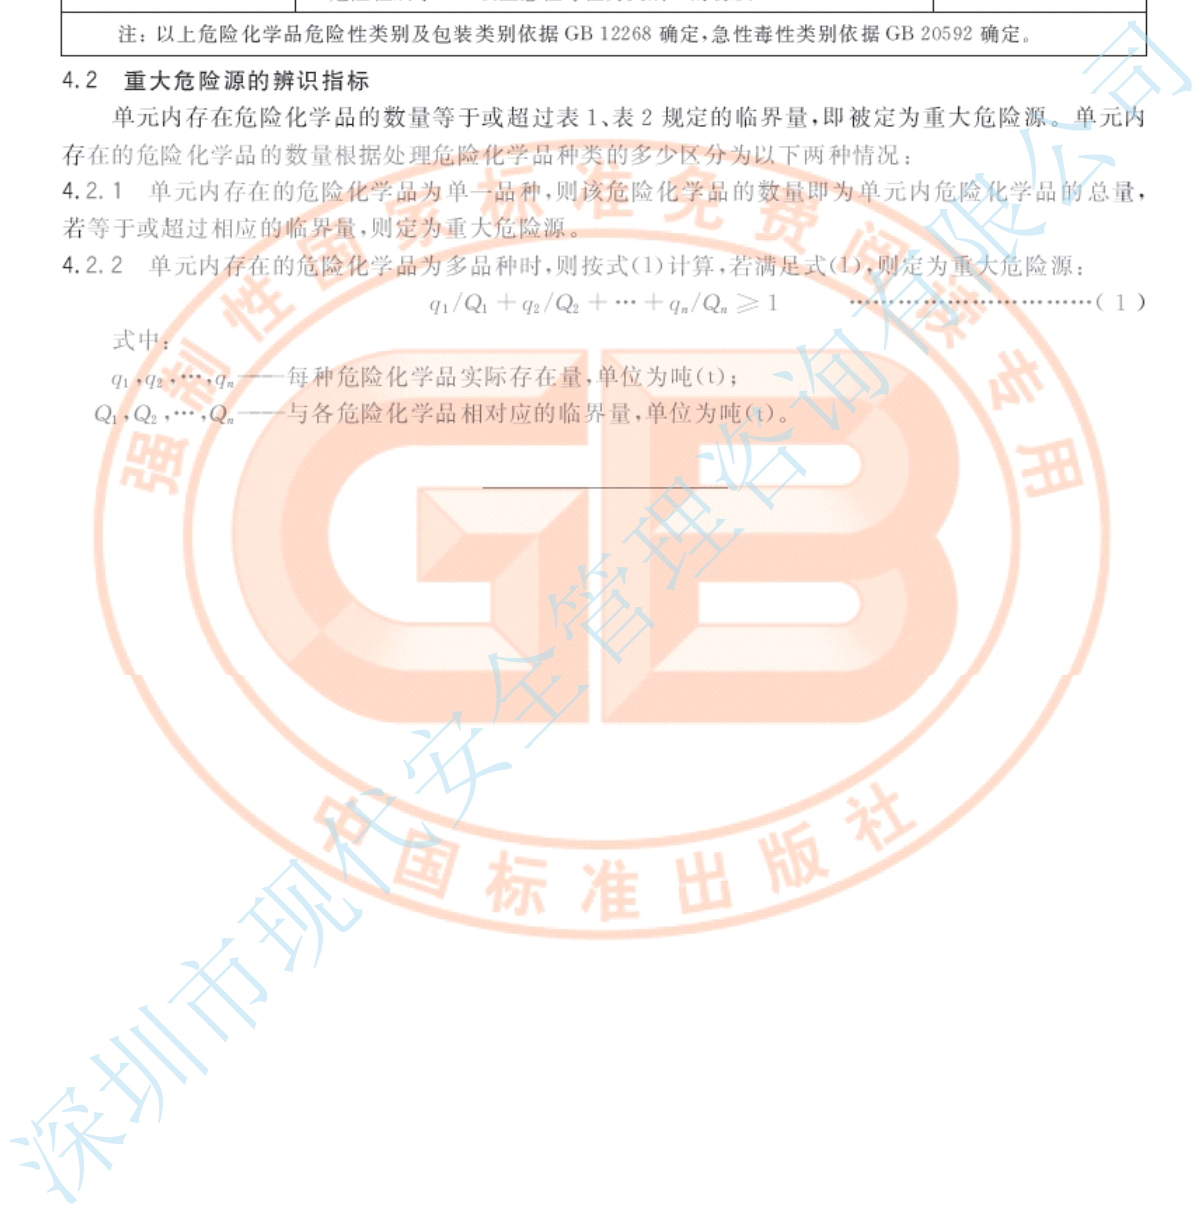 注: 以上危险化学品危险性类别及包装类别依据 GB 12268 确定,急性毒性类别依据 GB 20592 确定。
4.2 重大危险源的辨识指标
单元内存在危险化学品的数量等于或超过表 1、表 2 规定的临界量,即被定为重大危险源。单元内
存在的危险化学品的数量根据处理危险化学品种类的多少区分为以下两种情况:
4.2.1 单元内存在的危险化学品为单一品种,则该危险化学品的数量即为单元内危险化学品的总量,
若等于或超过相应的临界量,则定为重大危险源。
4.2.2 单元内存在的危险化学品为多品种时,则按式(1)计算,若满足式(1),则定为重大危险源:
q₁/Q₁ + q₂/Q₂ + … + qₙ/Qₙ ⩾ 1 …………………………( 1 )
式中:
q₁,q₂,…,qₙ——每种危险化学品实际存在量,单位为吨(t);
Q₁,Q₂,…,Qₙ——与各危险化学品相对应的临界量,单位为吨(t)。
强制性国家标准免费阅读专用
GB
中国标准出版社
深圳市现代安全管理咨询有限公司